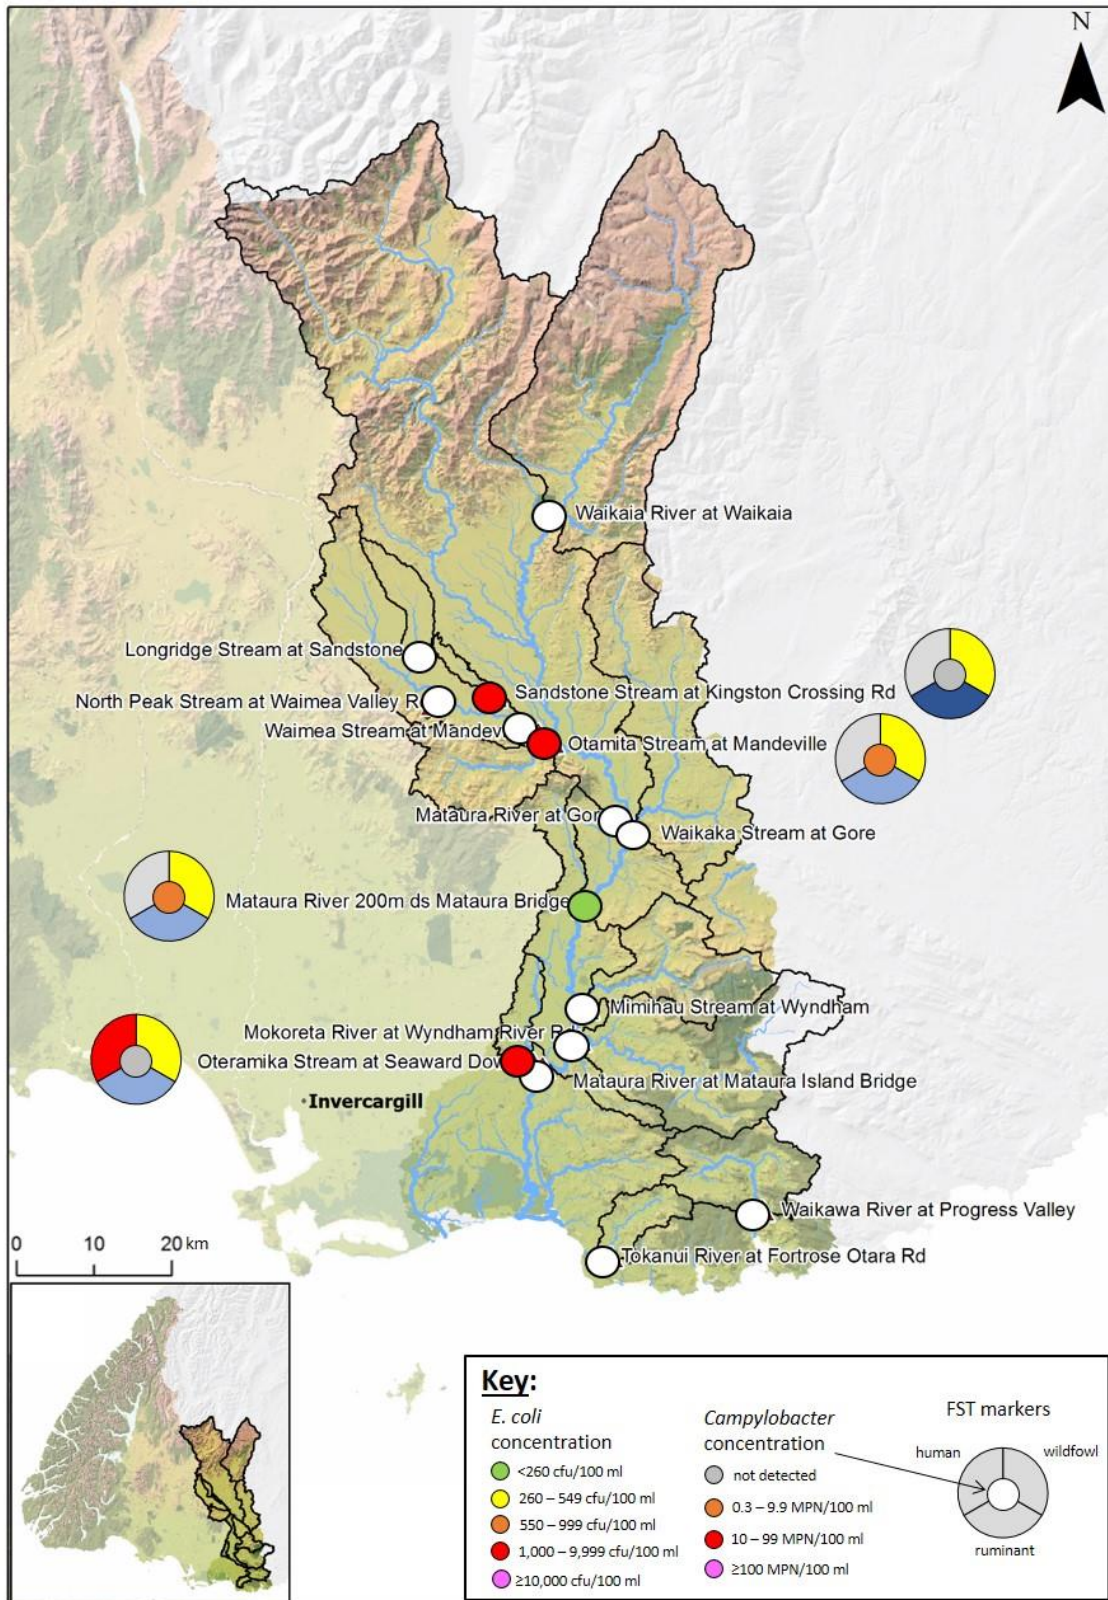 N
Waikaia River at Waikaia
Longridge Stream at Sandstone
Sandstone Stream at Kingston Crossing Rd
North Peak Stream at Waimea Valley R
Waimea Stream at Mandev
Otamita Stream at Mandeville
Mataura River at Gor
Waikaka Stream at Gore
Mataura River 200m ds Mataura Bridge
Mimihau Stream at Wyndham
Mokoreta River at Wyndham River R
Oteramika Stream at Seaward Dow
Mataura River at Mataura Island Bridge
Invercargill
Waikawa River at Progress Valley
Tokanui River at Fortrose Otara Rd
0 10 20 km
Key:
E. coli
concentration
<260 cfu/100 ml
260 – 549 cfu/100 ml
550 – 999 cfu/100 ml
1,000 – 9,999 cfu/100 ml
≥10,000 cfu/100 ml
Campylobacter
concentration
not detected
0.3 – 9.9 MPN/100 ml
10 – 99 MPN/100 ml
≥100 MPN/100 ml
FST markers
human
wildfowl
ruminant